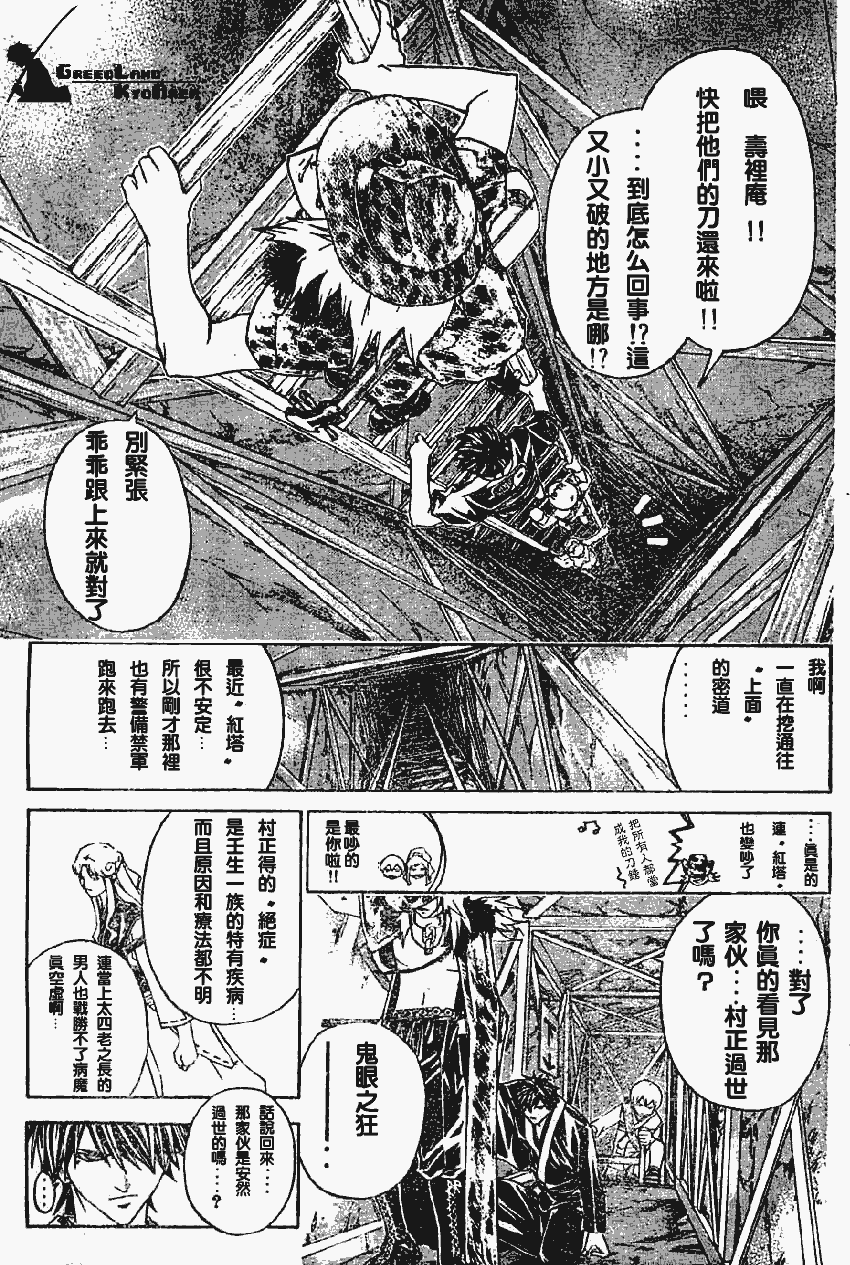 GreedLand
KyoHack
喂 壽裡庵!!
快把他們的刀還來啦!!
....到底怎么回事!?這
又小又破的地方是哪!?
別緊張
乖乖跟上來就對了
我啊
一直在挖通往
〝上面〞
的密道
.....
最近〝紅塔〞
很不安定...
所以剛才那裡
也有警備禁軍
跑來跑去...
....真是的
連〝紅塔〞
也變吵了
把所有人都當
成我的刀鏽
最吵的
是你啦!!
....對了
你真的看見那
家伙....村正過世
了嗎?
鬼眼之狂
——..
村正得的〝絕症〞
是壬生一族的特有疾病....
而且原因和療法都不明
連當上太四老之長的
男人也戰勝不了病魔
真空虛啊....
話說回來....
那家伙是安然
過世的嗎...?
...